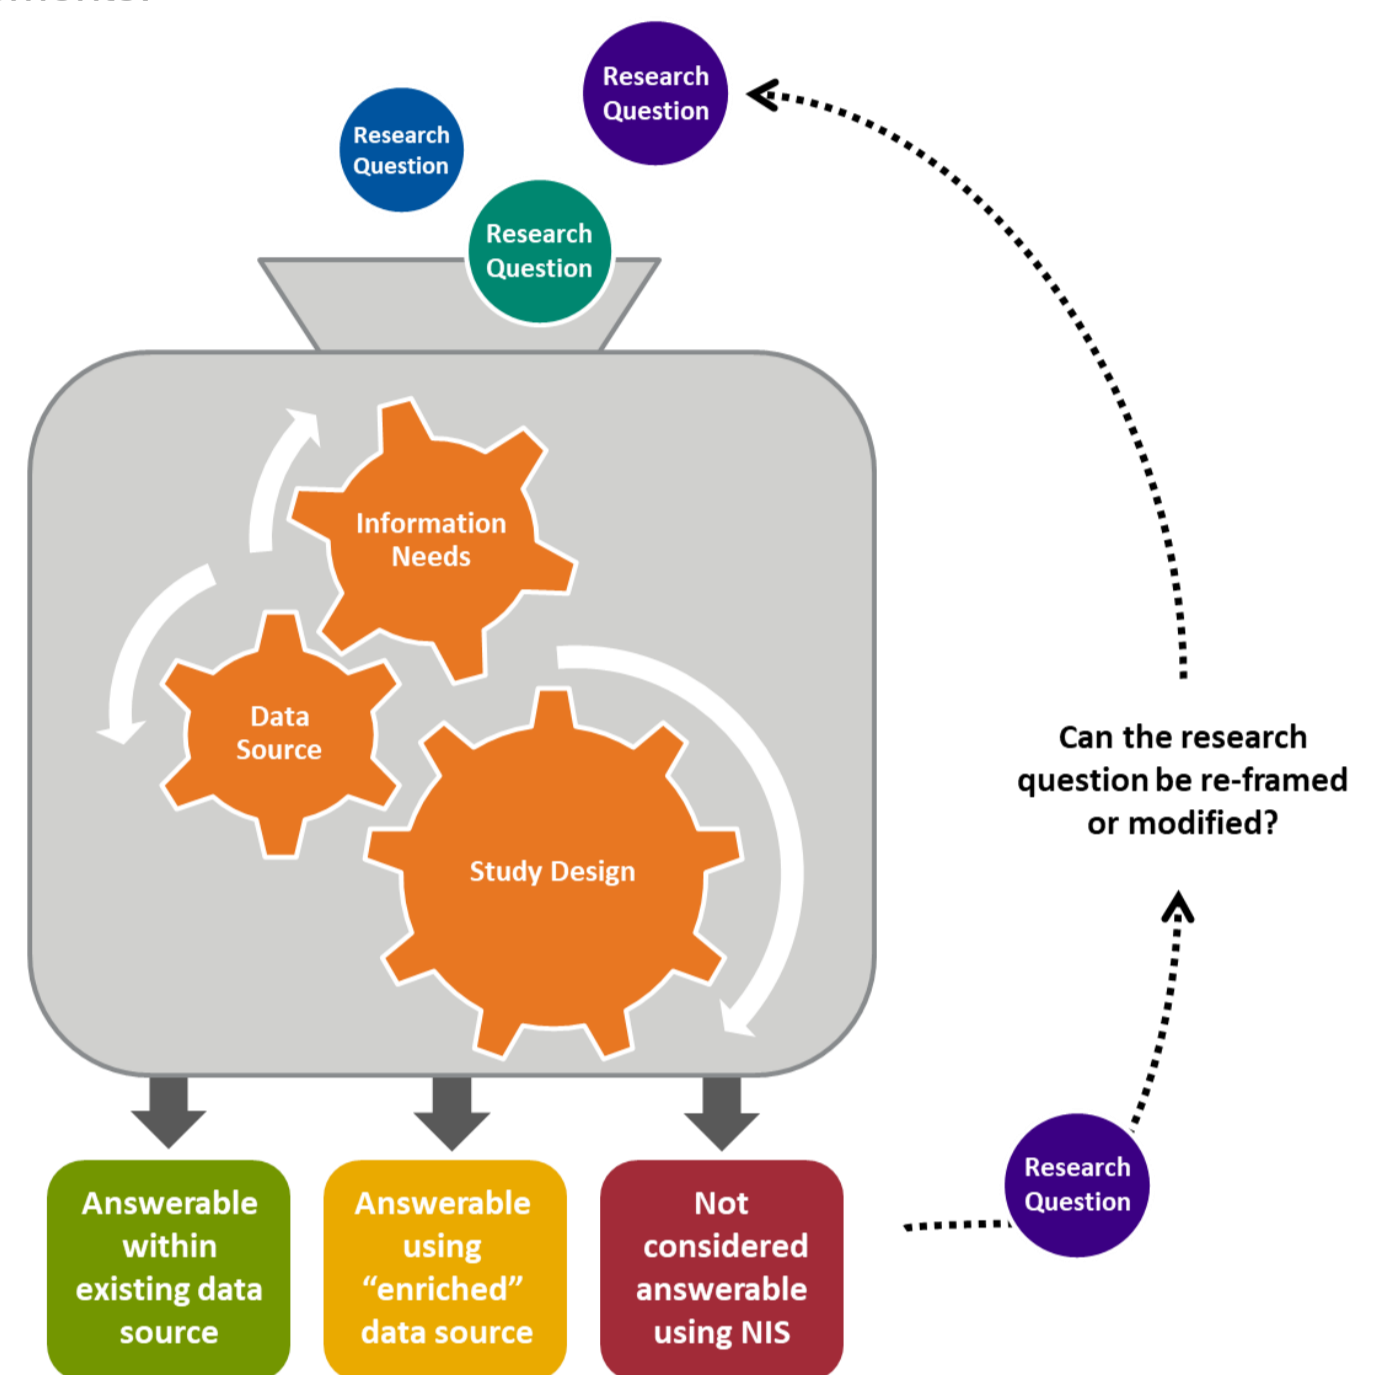 Research
Question
Research
Question
Research
Question
Information
Needs
Data
Source
Study Design
Can the research
question be re-framed
or modified?
Research
Question
Answerable
within
existing data
source
Answerable
using
“enriched”
data source
Not
considered
answerable
using NIS